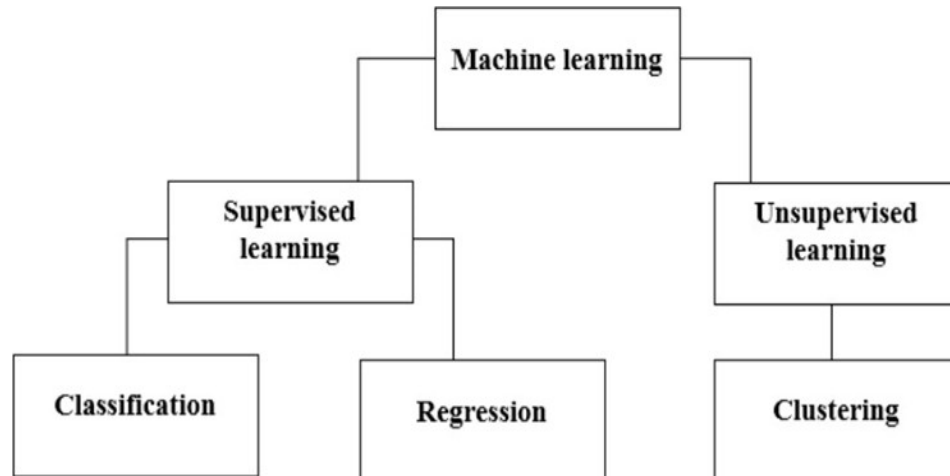 Machine learning
Supervised
learning
Unsupervised
learning
Classification
Regression
Clustering